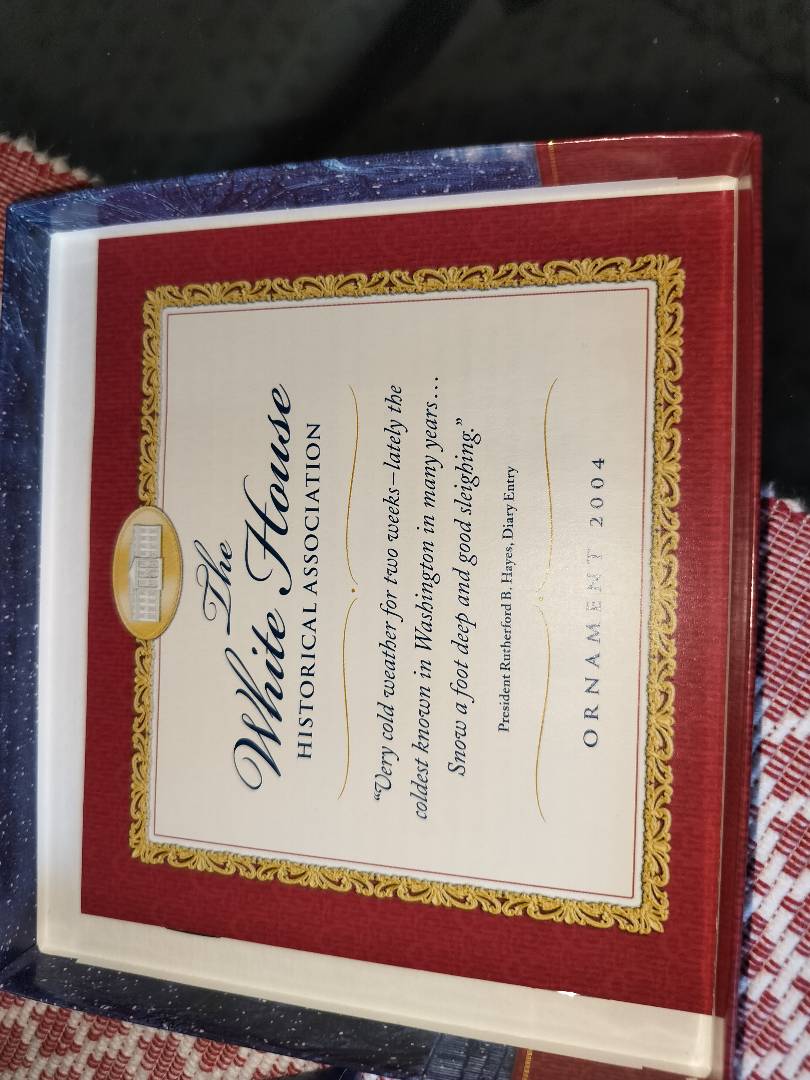 The
White House
HISTORICAL ASSOCIATION
“Very cold weather for two weeks–lately the
coldest known in Washington in many years…
Snow a foot deep and good sleighing.”
President Rutherford B. Hayes, Diary Entry
ORNAMENT 2004